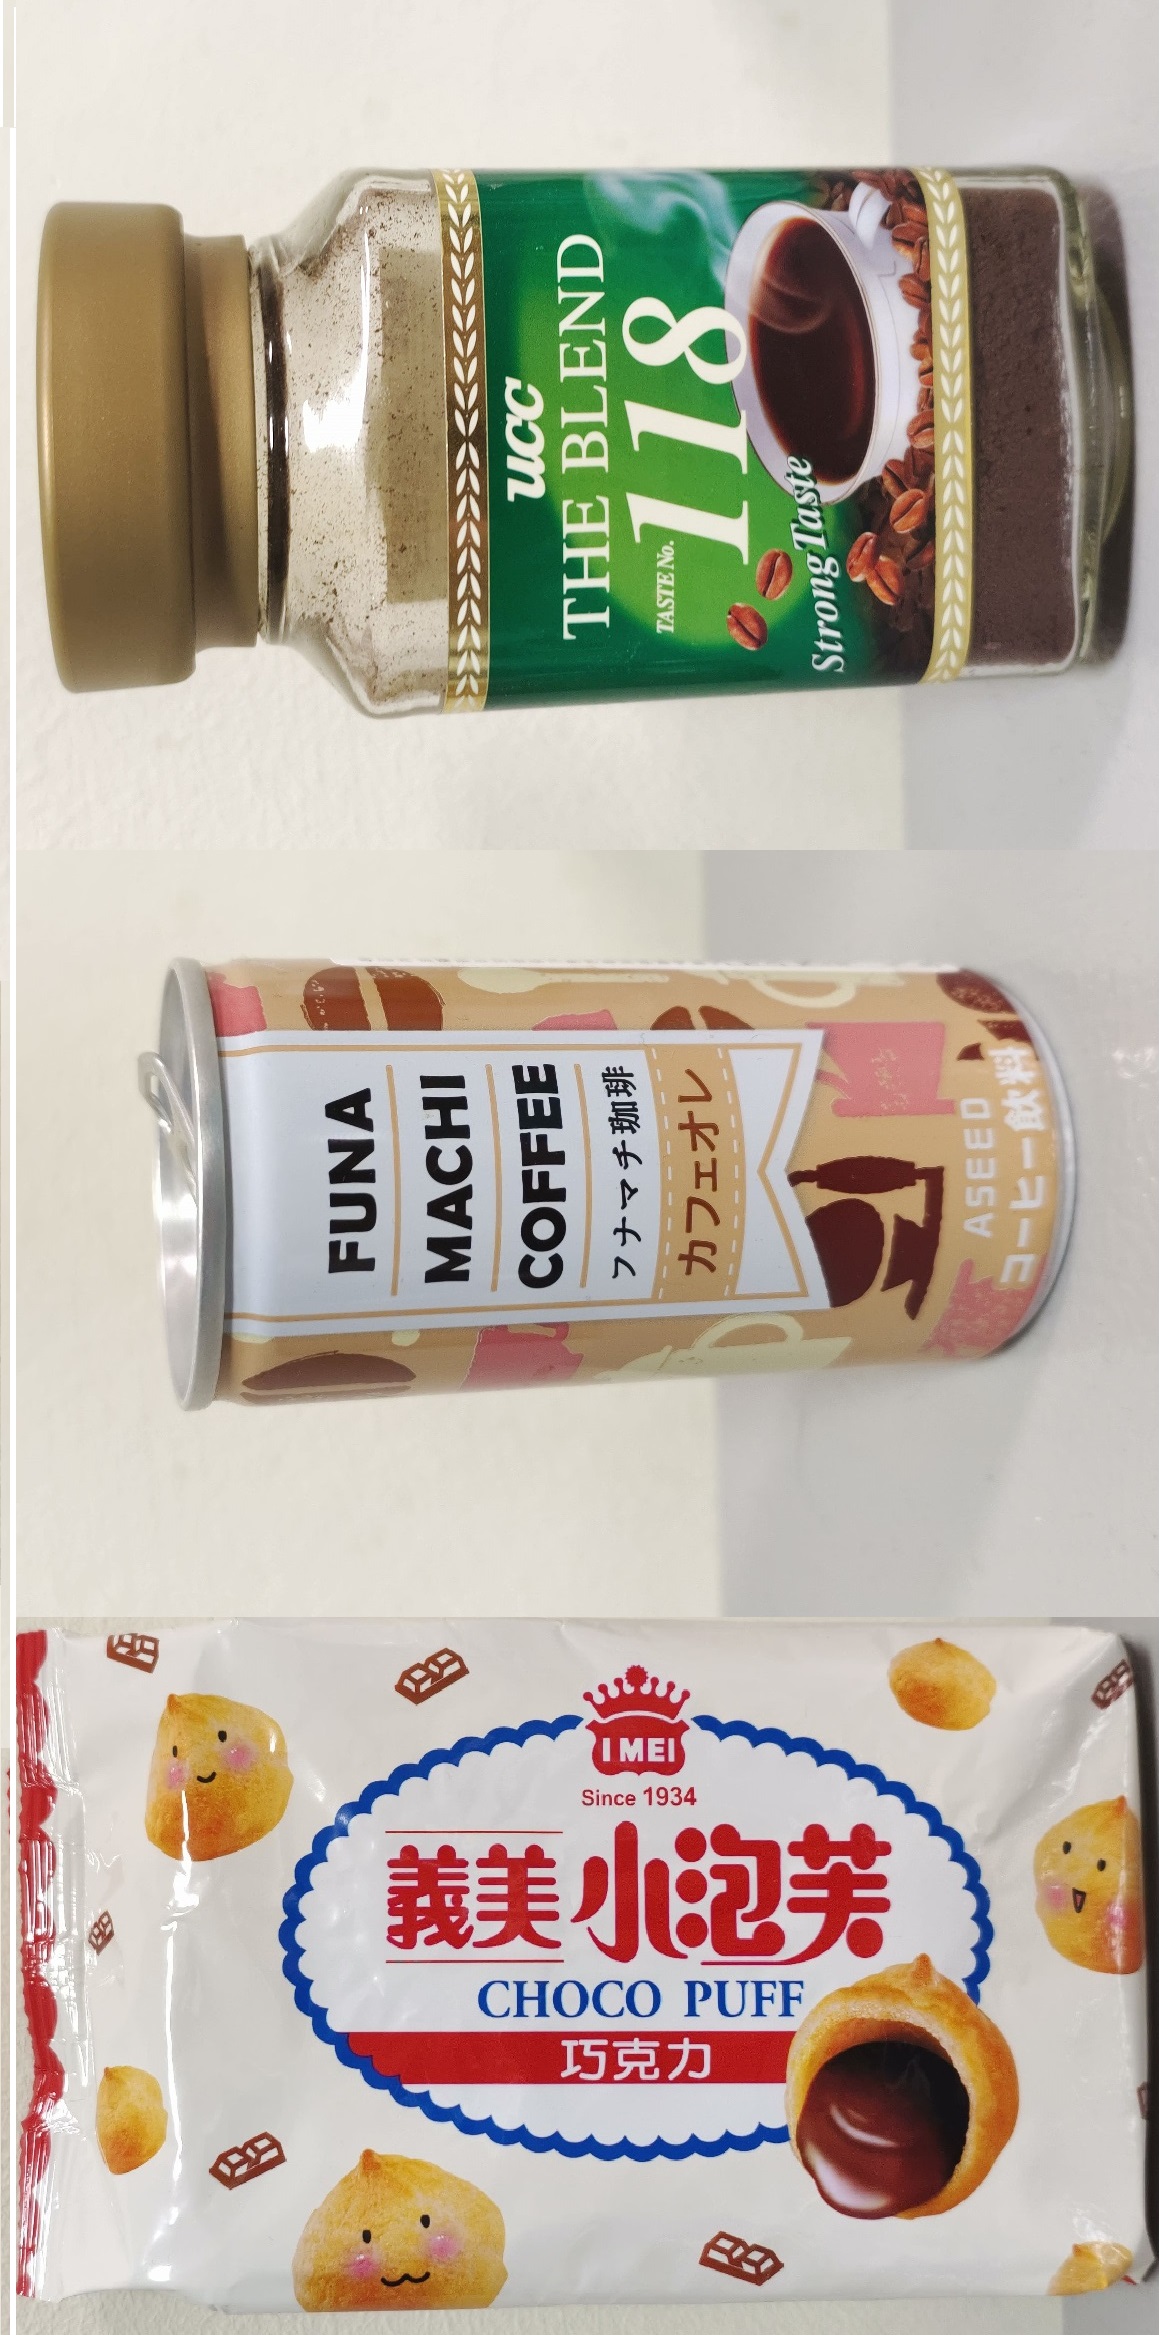 ucc
THE BLEND
TASTE No. 118
Strong Taste
FUNA
MACHI
COFFEE
フナマチ珈琲
カフェオレ
ASEED
コーヒー飲料
I MEI
Since 1934
義美小泡芙
CHOCO PUFF
巧克力